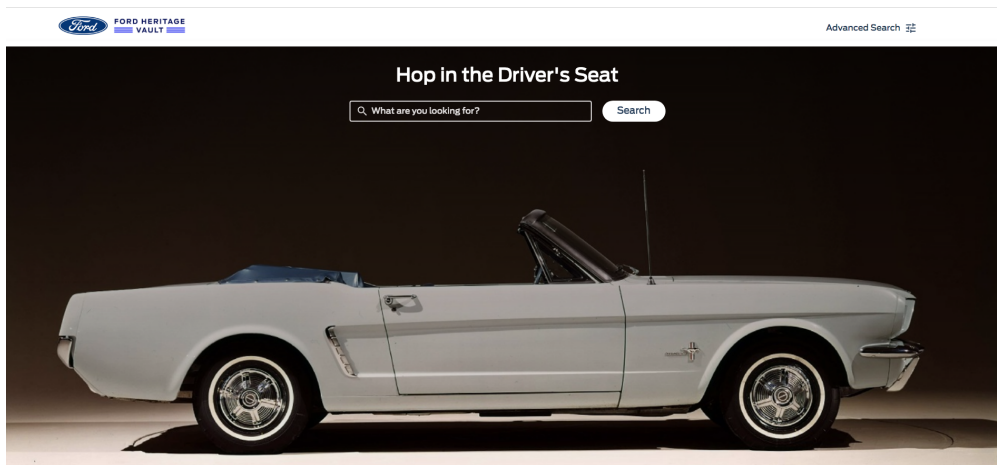 Ford
FORD HERITAGE
VAULT
Advanced Search
Hop in the Driver's Seat
What are you looking for?
Search